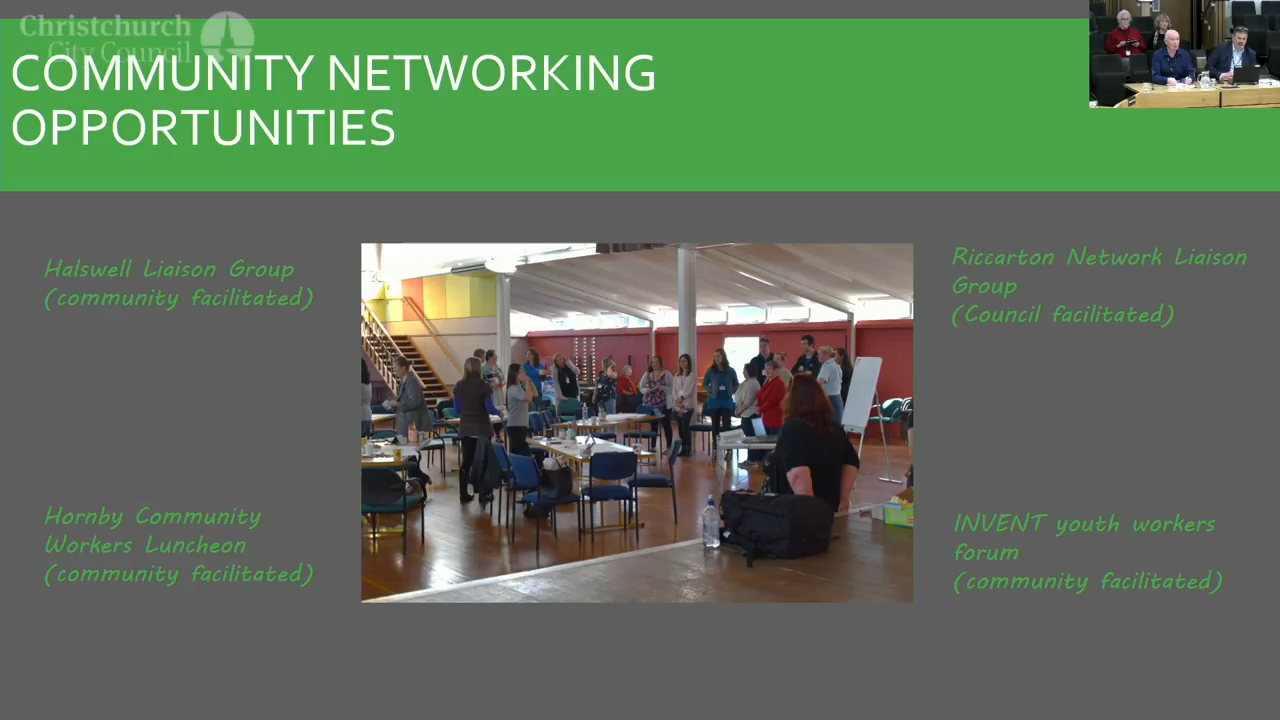 Christchurch
City Council
COMMUNITY NETWORKING
OPPORTUNITIES
Halswell Liaison Group
(community facilitated)
Riccarton Network Liaison
Group
(Council facilitated)
Hornby Community
Workers Luncheon
(community facilitated)
INVENT youth workers
forum
(community facilitated)